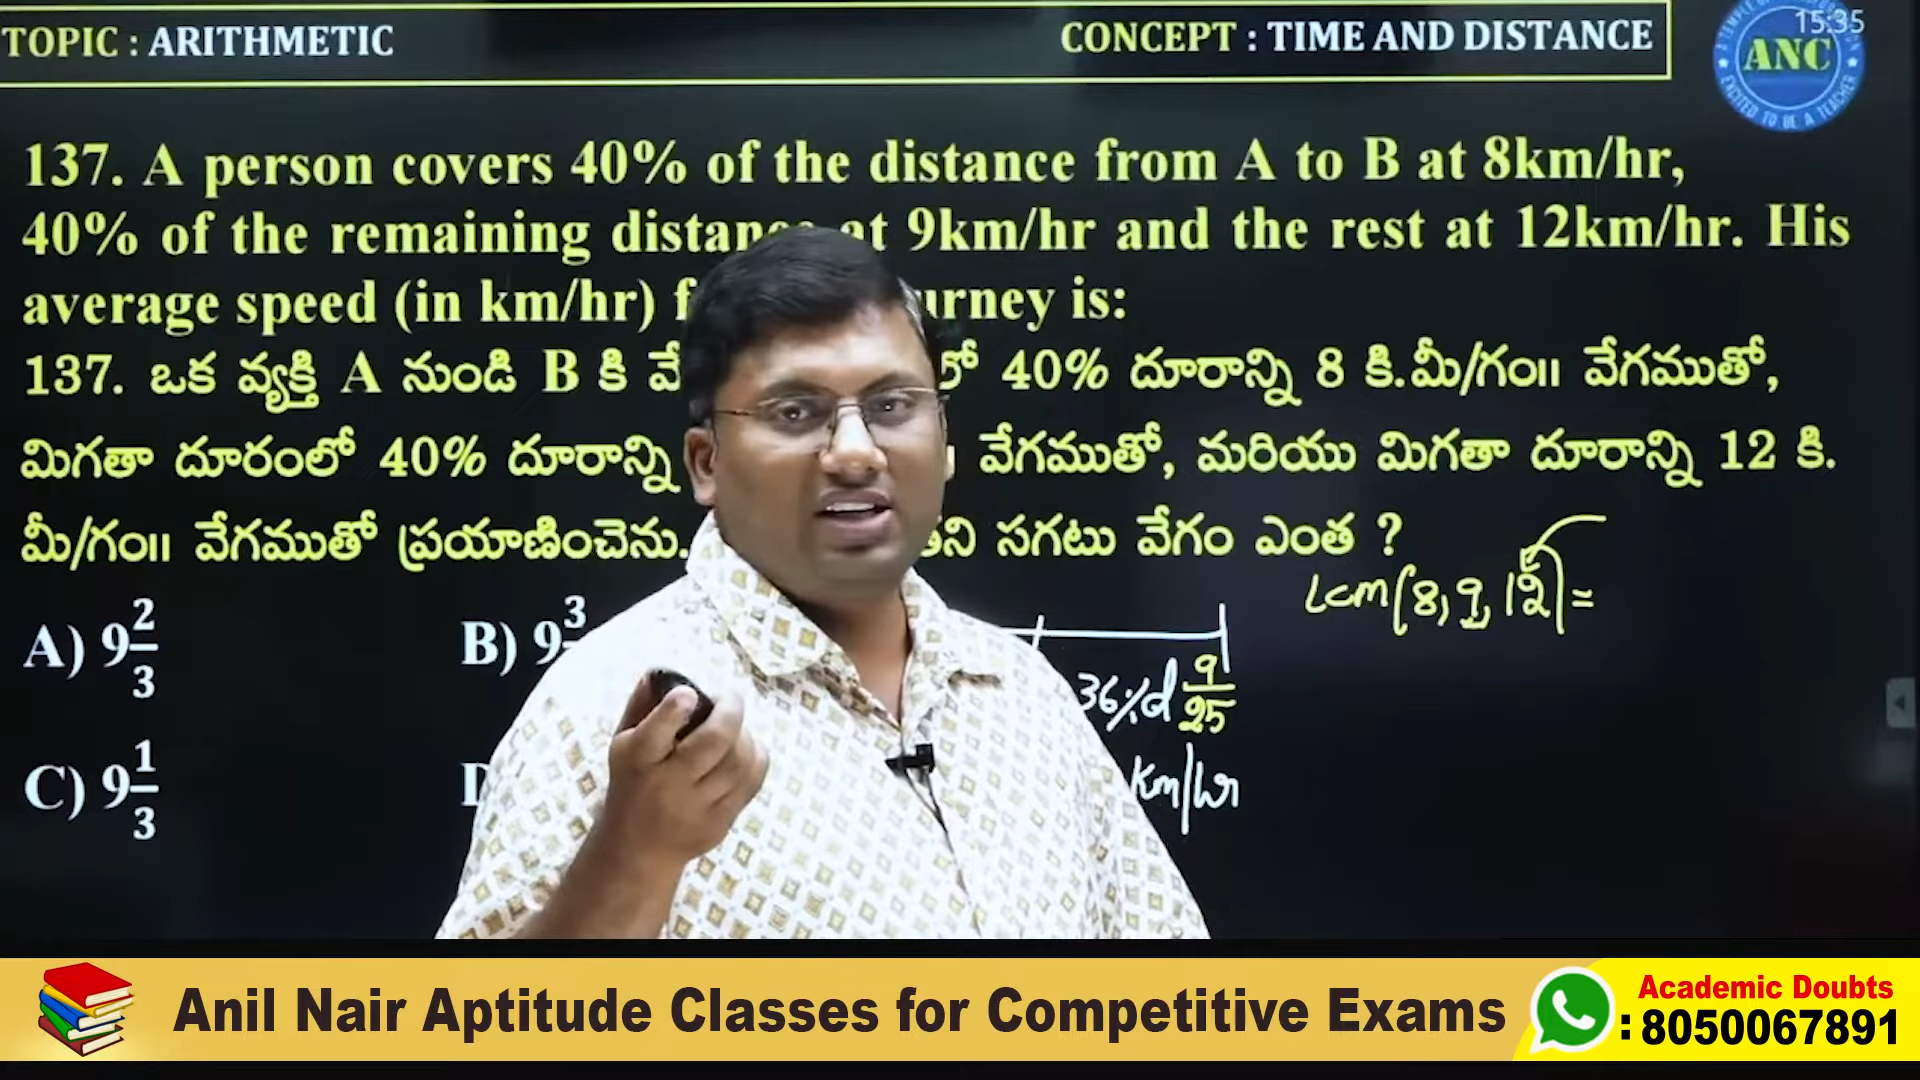 TOPIC : ARITHMETIC
CONCEPT : TIME AND DISTANCE
15:35
ANC
EXCITED TO BE A TEACHER
137. A person covers 40% of the distance from A to B at 8km/hr,
40% of the remaining at 9km/hr and the rest at 12km/hr. His
average speed (in km/hr) is:
137. ఒక వ్యక్తి A నుండి B కి 40% దూరాన్ని 8 కి.మీ/గం॥ వేగముతో,
మిగతా దూరంలో 40% దూరాన్ని వేగముతో, మరియు మిగతా దూరాన్ని 12 కి.
మీ/గం॥ వేగముతో ప్రయాణించెను. సగటు వేగం ఎంత ?
Lcm(8, 9, 12) =
A) 9 2/3
B) 9 3
36%d 9/25
C) 9 1/3
km/hr
Anil Nair Aptitude Classes for Competitive Exams
Academic Doubts
: 8050067891